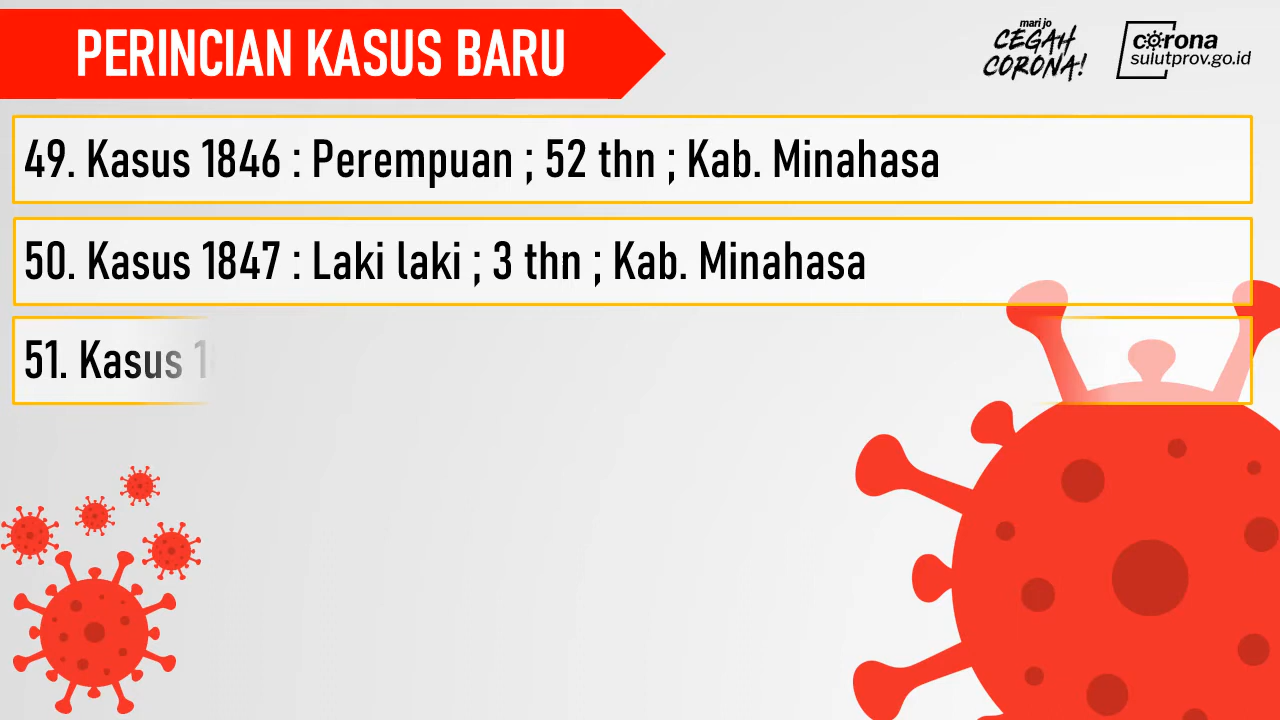 PERINCIAN KASUS BARU
mari jo
CEGAH
CORONA!
corona
sulutprov.go.id
49. Kasus 1846 : Perempuan ; 52 thn ; Kab. Minahasa
50. Kasus 1847 : Laki laki ; 3 thn ; Kab. Minahasa
51. Kasus